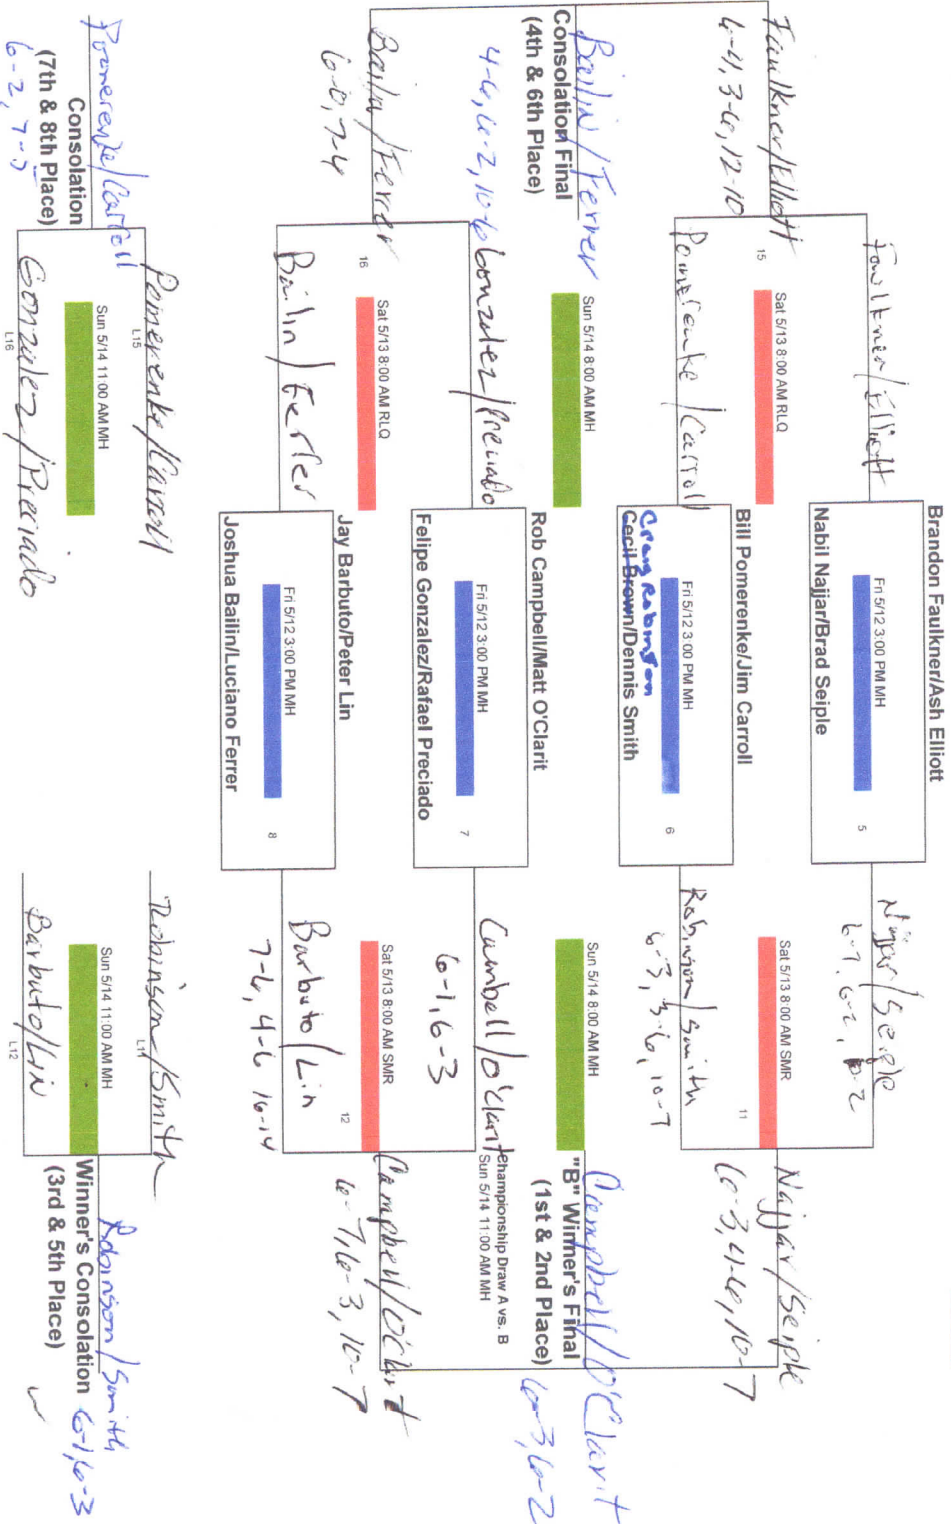 Brandon Faulkner/Ash Elliott
Fri 5/12 3:00 PM MH
5
Nabil Najjar/Brad Seiple
Bill Pomerenke/Jim Carroll
Fri 5/12 3:00 PM MH
6
Craig Robinson
Cecil Brown/Dennis Smith
Rob Campbell/Matt O'Clarit
Fri 5/12 3:00 PM MH
7
Felipe Gonzalez/Rafael Preciado
Jay Barbuto/Peter Lin
Fri 5/12 3:00 PM MH
8
Joshua Bailin/Luciano Ferrer
Faulkner/Elliott
Sat 5/13 8:00 AM RLQ
15
Pomerenke/Carroll
Gonzalez/Preciado
Sat 5/13 8:00 AM RLQ
16
Bailin/Ferrer
Faulkner/Elliott
6-4, 3-6, 12-10
Sun 5/14 8:00 AM MH
Bailin/Ferrer
Consolation Final
(4th & 6th Place)
4-6, 6-2, 10-6
Bailin/Ferrer
6-0, 7-4
Najjar/Seiple
Sat 5/13 8:00 AM SMR
11
Robinson/Smith
6-3, 3-6, 10-7
Cambell/O'Clarit
6-1, 6-3
Sat 5/13 8:00 AM SMR
12
Barbuto/Lin
7-6, 4-6 16-14
Najjar/Seiple
6-3, 4-6, 10-7
Sun 5/14 8:00 AM MH
Campbell/O'Clarit
"B" Winner's Final
(1st & 2nd Place)
6-3, 6-2
Championship Draw A vs. B
Sun 5/14 11:00 AM MH
Campbell/O'Clarit
6-7, 6-3, 10-7
L15
Pomerenke/Carroll
Sun 5/14 11:00 AM MH
Gonzalez/Preciado
L16
Pomerenke/Carroll
Consolation
(7th & 8th Place)
Robinson/Smith
L11
Sun 5/14 11:00 AM MH
Barbuto/Lin
L12
Robinson/Smith
Winner's Consolation
6-1, 6-3
(3rd & 5th Place)